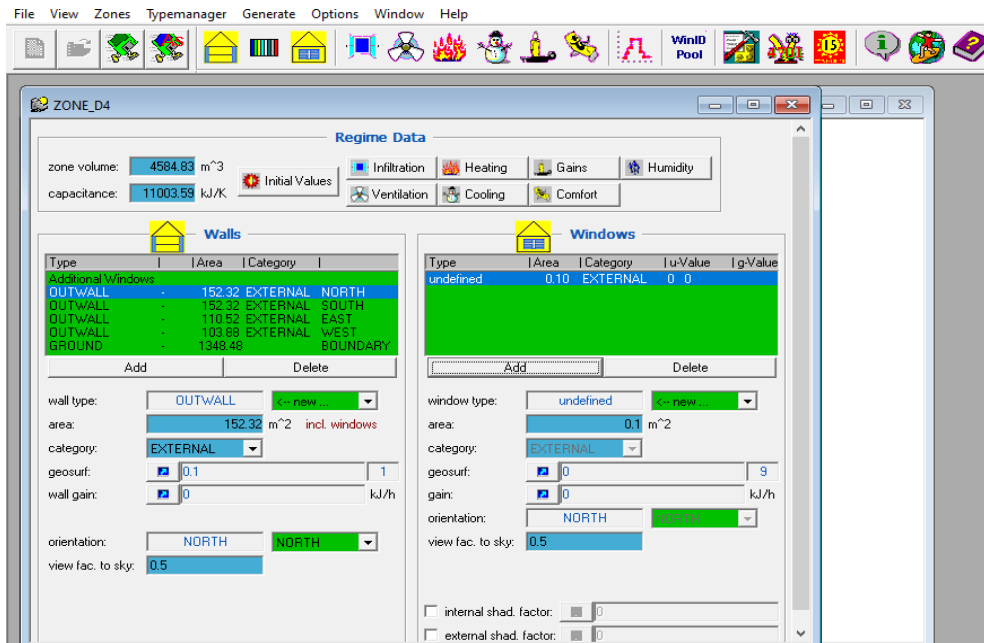 File View Zones Typemanager Generate Options Window Help
WinID Pool
15
ZONE_D4
Regime Data
zone volume: 4584.83 m^3
capacitance: 11003.59 kJ/K
Initial Values
Infiltration Heating Gains Humidity
Ventilation Cooling Comfort
Walls
Type | | Area | Category |
Additional Windows
OUTWALL - 152.32 EXTERNAL NORTH
OUTWALL - 152.32 EXTERNAL SOUTH
OUTWALL - 110.52 EXTERNAL EAST
OUTWALL - 103.88 EXTERNAL WEST
GROUND - 1348.48 BOUNDARY
Add Delete
wall type: OUTWALL <-- new ...
area: 152.32 m^2 incl. windows
category: EXTERNAL
geosurf: 0.1 1
wall gain: 0 kJ/h
orientation: NORTH NORTH
view fac. to sky: 0.5
Windows
Type | Area | Category | u-Value | g-Value
undefined 0.10 EXTERNAL 0 0
Add Delete
window type: undefined <-- new ...
area: 0.1 m^2
category: EXTERNAL
geosurf: 0 9
gain: 0 kJ/h
orientation: NORTH NORTH
view fac. to sky: 0.5
internal shad. factor: 0
external shad. factor: 0